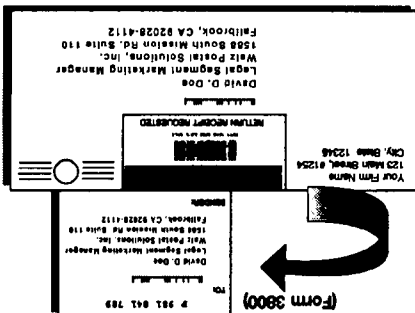 (Form 3800)
P 981 041 789
TO:
David D. Doe
Legal Segment Marketing Manager
Walz Postal Solutions, Inc.
1588 South Mission Rd. Suite 110
Fallbrook, CA 92028-4112
SENDER:
Your Firm Name
123 Main Street, #1234
City, State 12345
RETURN RECEIPT REQUESTED
David D. Doe
Legal Segment Marketing Manager
Walz Postal Solutions, Inc.
1588 South Mission Rd. Suite 110
Fallbrook, CA 92028-4112